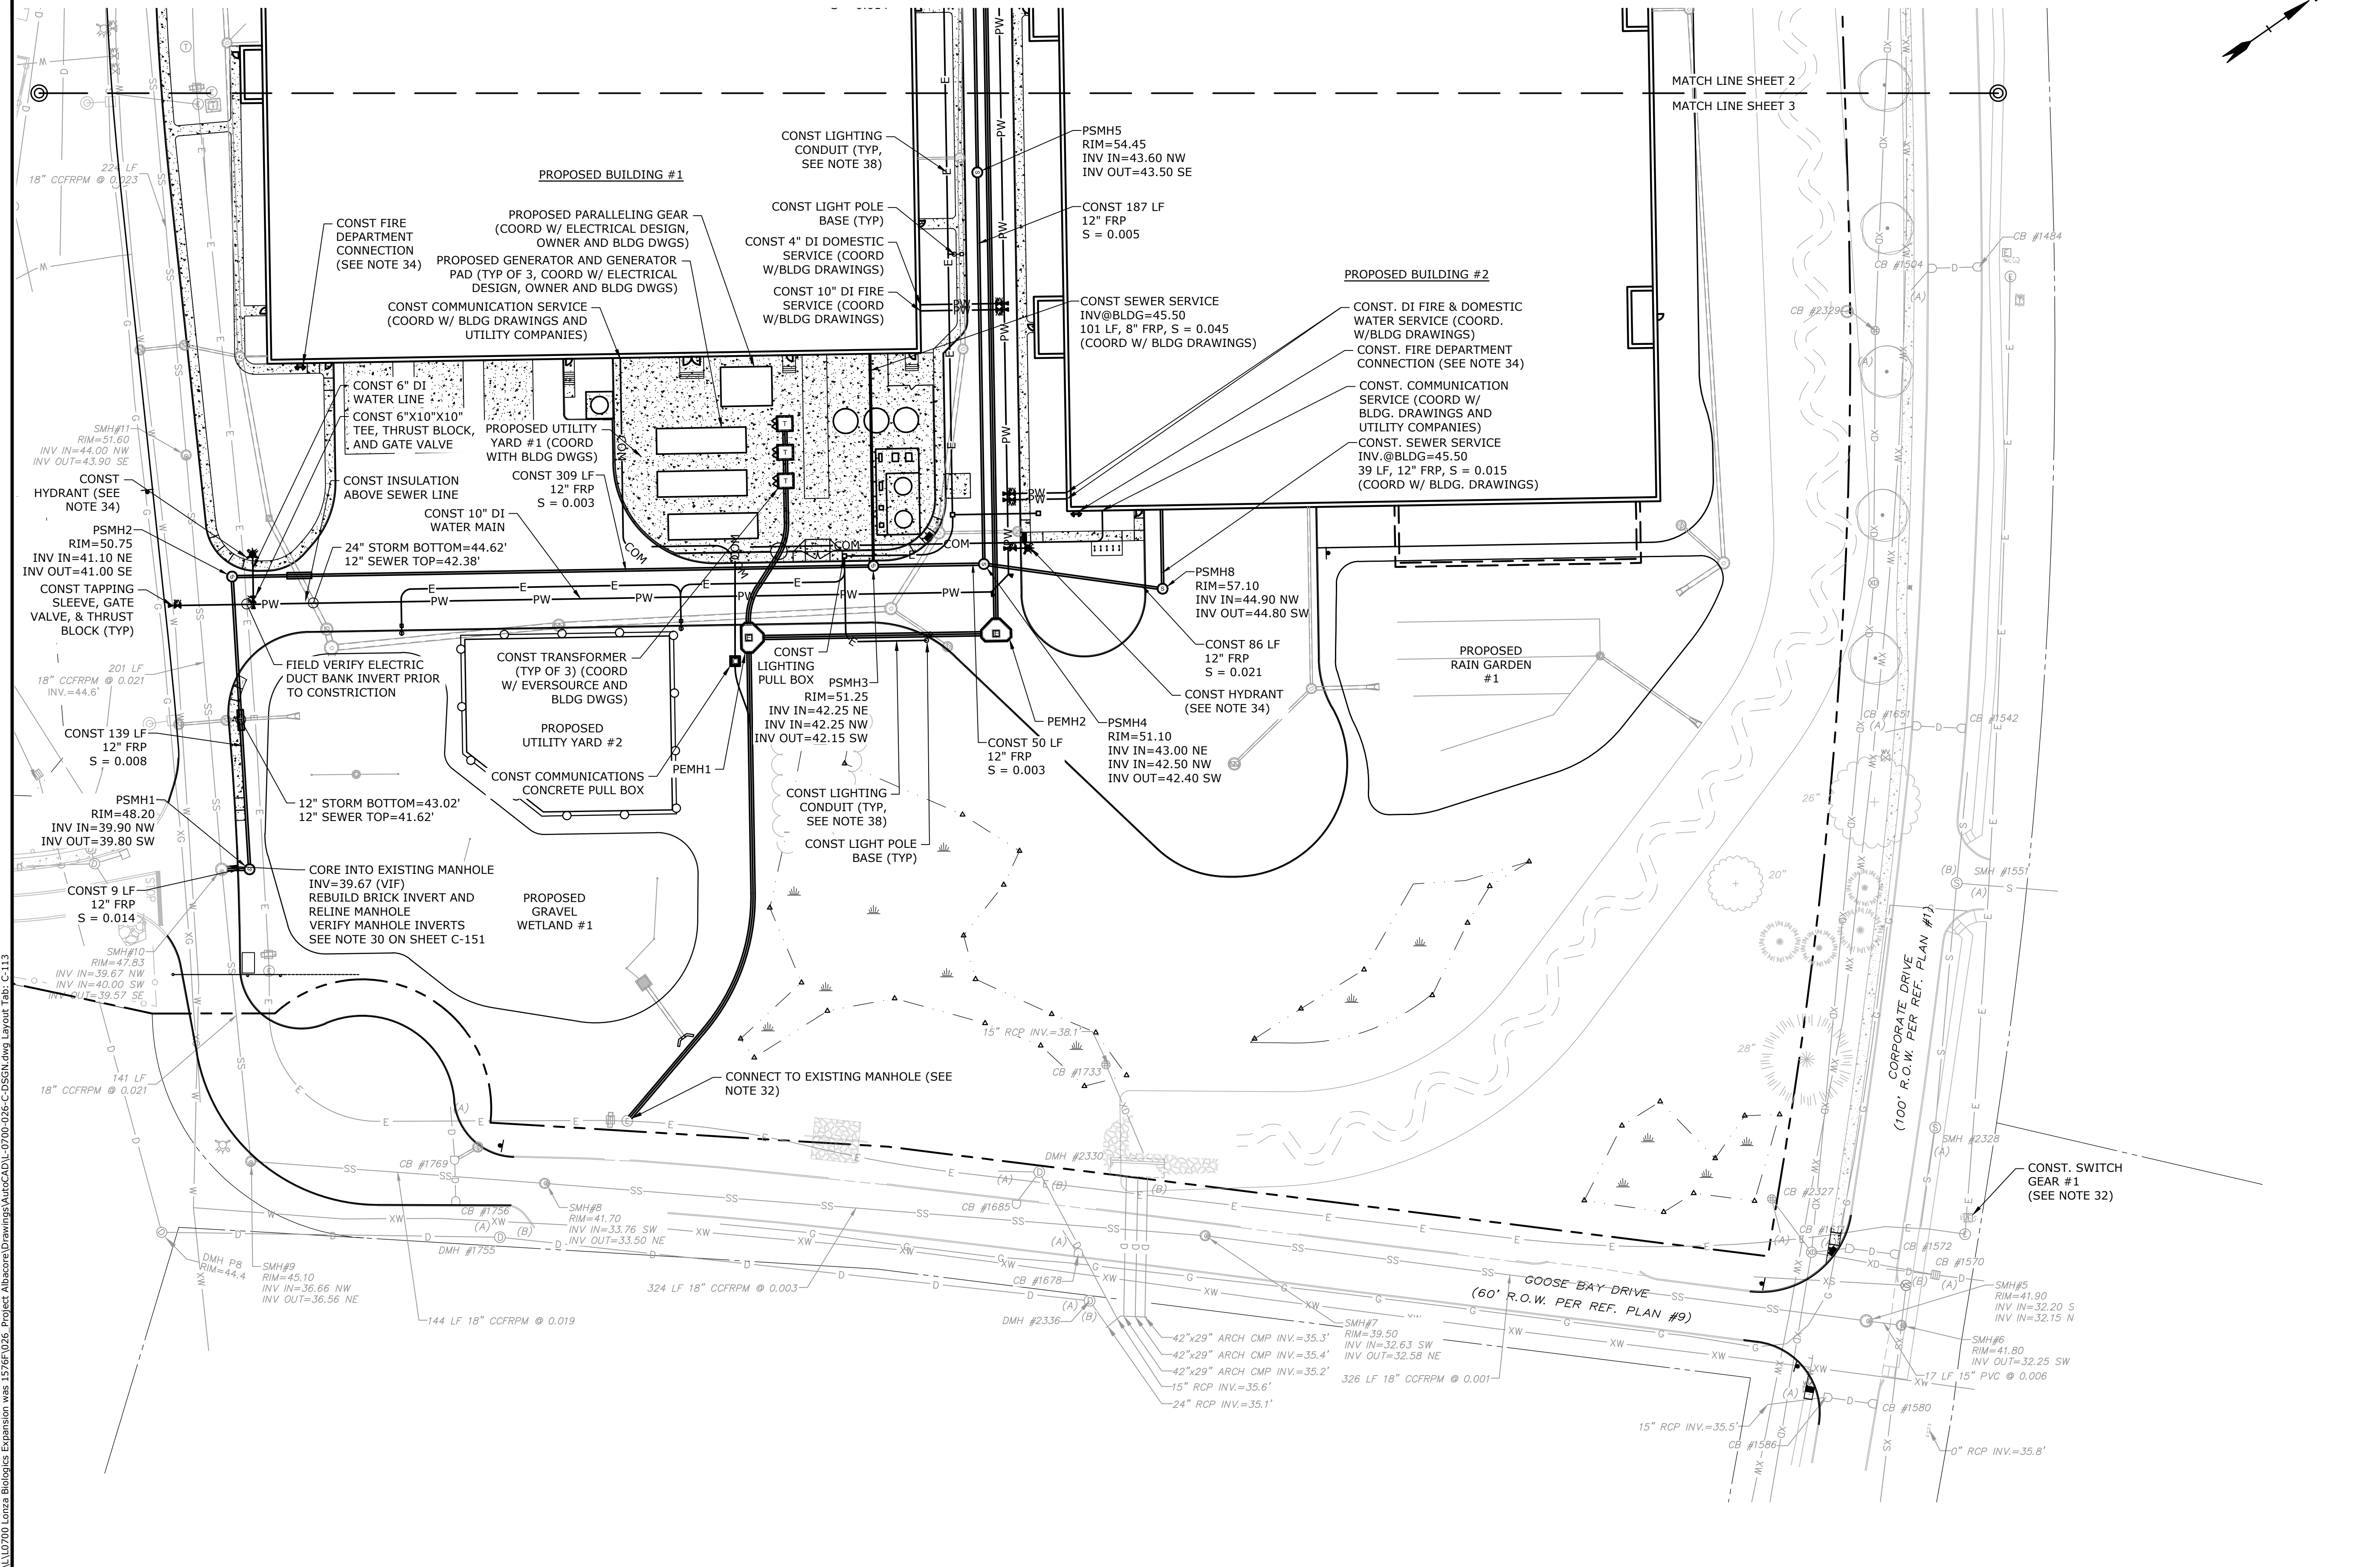 MATCH LINE SHEET 2
MATCH LINE SHEET 3
224 LF
18" CCFRPM @ 0.023
PROPOSED BUILDING #1
CONST LIGHTING
CONDUIT (TYP,
SEE NOTE 38)
PSMH5
RIM=54.45
INV IN=43.60 NW
INV OUT=43.50 SE
CONST FIRE
DEPARTMENT
CONNECTION
(SEE NOTE 34)
PROPOSED PARALLELING GEAR
(COORD W/ ELECTRICAL DESIGN,
OWNER AND BLDG DWGS)
PROPOSED GENERATOR AND GENERATOR
PAD (TYP OF 3, COORD W/ ELECTRICAL
DESIGN, OWNER AND BLDG DWGS)
CONST COMMUNICATION SERVICE
(COORD W/ BLDG DRAWINGS AND
UTILITY COMPANIES)
CONST LIGHT POLE
BASE (TYP)
CONST 4" DI DOMESTIC
SERVICE (COORD
W/BLDG DRAWINGS)
CONST 10" DI FIRE
SERVICE (COORD
W/BLDG DRAWINGS)
CONST 187 LF
12" FRP
S = 0.005
CONST SEWER SERVICE
INV@BLDG=45.50
101 LF, 8" FRP, S = 0.045
(COORD W/ BLDG DRAWINGS)
PROPOSED BUILDING #2
CONST. DI FIRE & DOMESTIC
WATER SERVICE (COORD.
W/BLDG DRAWINGS)
CONST. FIRE DEPARTMENT
CONNECTION (SEE NOTE 34)
CONST. COMMUNICATION
SERVICE (COORD W/
BLDG. DRAWINGS AND
UTILITY COMPANIES)
CONST. SEWER SERVICE
INV.@BLDG=45.50
39 LF, 12" FRP, S = 0.015
(COORD W/ BLDG. DRAWINGS)
CB #1484
CB #1504
(A)
CB #2329
(A)
CONST 6" DI
WATER LINE
CONST 6"X10"X10"
TEE, THRUST BLOCK,
AND GATE VALVE
PROPOSED UTILITY
YARD #1 (COORD
WITH BLDG DWGS)
CONST 309 LF
12" FRP
S = 0.003
SMH#11
RIM=51.60
INV IN=44.00 NW
INV OUT=43.90 SE
CONST
HYDRANT (SEE
NOTE 34)
CONST INSULATION
ABOVE SEWER LINE
CONST 10" DI
WATER MAIN
PSMH2
RIM=50.75
INV IN=41.10 NE
INV OUT=41.00 SE
24" STORM BOTTOM=44.62'
12" SEWER TOP=42.38'
CONST TAPPING
SLEEVE, GATE
VALVE, & THRUST
BLOCK (TYP)
PSMH8
RIM=57.10
INV IN=44.90 NW
INV OUT=44.80 SW
CONST 86 LF
12" FRP
S = 0.021
CONST HYDRANT
(SEE NOTE 34)
PROPOSED
RAIN GARDEN
#1
201 LF
18" CCFRPM @ 0.021
INV.=44.6'
FIELD VERIFY ELECTRIC
DUCT BANK INVERT PRIOR
TO CONSTRICTION
CONST TRANSFORMER
(TYP OF 3) (COORD
W/ EVERSOURCE AND
BLDG DWGS)
PROPOSED
UTILITY YARD #2
CONST
LIGHTING
PULL BOX
PSMH3
RIM=51.25
INV IN=42.25 NE
INV IN=42.25 NW
INV OUT=42.15 SW
PEMH2
PSMH4
RIM=51.10
INV IN=43.00 NE
INV IN=42.50 NW
INV OUT=42.40 SW
CONST 50 LF
12" FRP
S = 0.003
CONST 139 LF
12" FRP
S = 0.008
PEMH1
CONST COMMUNICATIONS
CONCRETE PULL BOX
CONST LIGHTING
CONDUIT (TYP,
SEE NOTE 38)
CONST LIGHT POLE
BASE (TYP)
CB #1651
(A)
CB #1542
26"
PSMH1
RIM=48.20
INV IN=39.90 NW
INV OUT=39.80 SW
12" STORM BOTTOM=43.02'
12" SEWER TOP=41.62'
CONST 9 LF
12" FRP
S = 0.014
CORE INTO EXISTING MANHOLE
INV=39.67 (VIF)
REBUILD BRICK INVERT AND
RELINE MANHOLE
VERIFY MANHOLE INVERTS
SEE NOTE 30 ON SHEET C-151
PROPOSED
GRAVEL
WETLAND #1
20"
(B)
SMH #1551
(A)
SMH#10
RIM=47.83
INV IN=39.67 NW
INV IN=40.00 SW
INV OUT=39.57 SE
CORPORATE DRIVE
(100' R.O.W. PER REF. PLAN #1)
15" RCP INV.=38.1'
CB #1733
28"
141 LF
18" CCFRPM @ 0.021
CONNECT TO EXISTING MANHOLE (SEE
NOTE 32)
(A)
CB #1769
DMH #2330
(A)
(B)
(B)
SMH #2328
(A)
CONST. SWITCH
GEAR #1
(SEE NOTE 32)
CB #2327
CB #1756
(A)
(B)
SMH#8
RIM=41.70
INV IN=33.76 SW
INV OUT=33.50 NE
CB #1685
DMH #1755
DMH P8
RIM=44.4
SMH#9
RIM=45.10
INV IN=36.66 NW
INV OUT=36.56 NE
144 LF 18" CCFRPM @ 0.019
324 LF 18" CCFRPM @ 0.003
(A)
CB #1678
DMH #2336
(A)
(B)
GOOSE BAY DRIVE
(60' R.O.W. PER REF. PLAN #9)
(A)
CB #1572
CB #1570
(B)
(A)
SMH#5
RIM=41.90
INV IN=32.20 S
INV IN=32.15 N
SMH#6
RIM=41.80
INV OUT=32.25 SW
17 LF 15" PVC @ 0.006
SMH#7
RIM=39.50
INV IN=32.63 SW
INV OUT=32.58 NE
42"x29" ARCH CMP INV.=35.3'
42"x29" ARCH CMP INV.=35.4'
42"x29" ARCH CMP INV.=35.2'
15" RCP INV.=35.6'
24" RCP INV.=35.1'
326 LF 18" CCFRPM @ 0.001
(A)
CB #1580
15" RCP INV.=35.5'
CB #1586
0" RCP INV.=35.8'
\L\L0700 Lonza Biologics Expansion was 1576F\026_Project Albacore\Drawings\AutoCAD\L-0700-026-C-DSGN.dwg Layout Tab: C-113